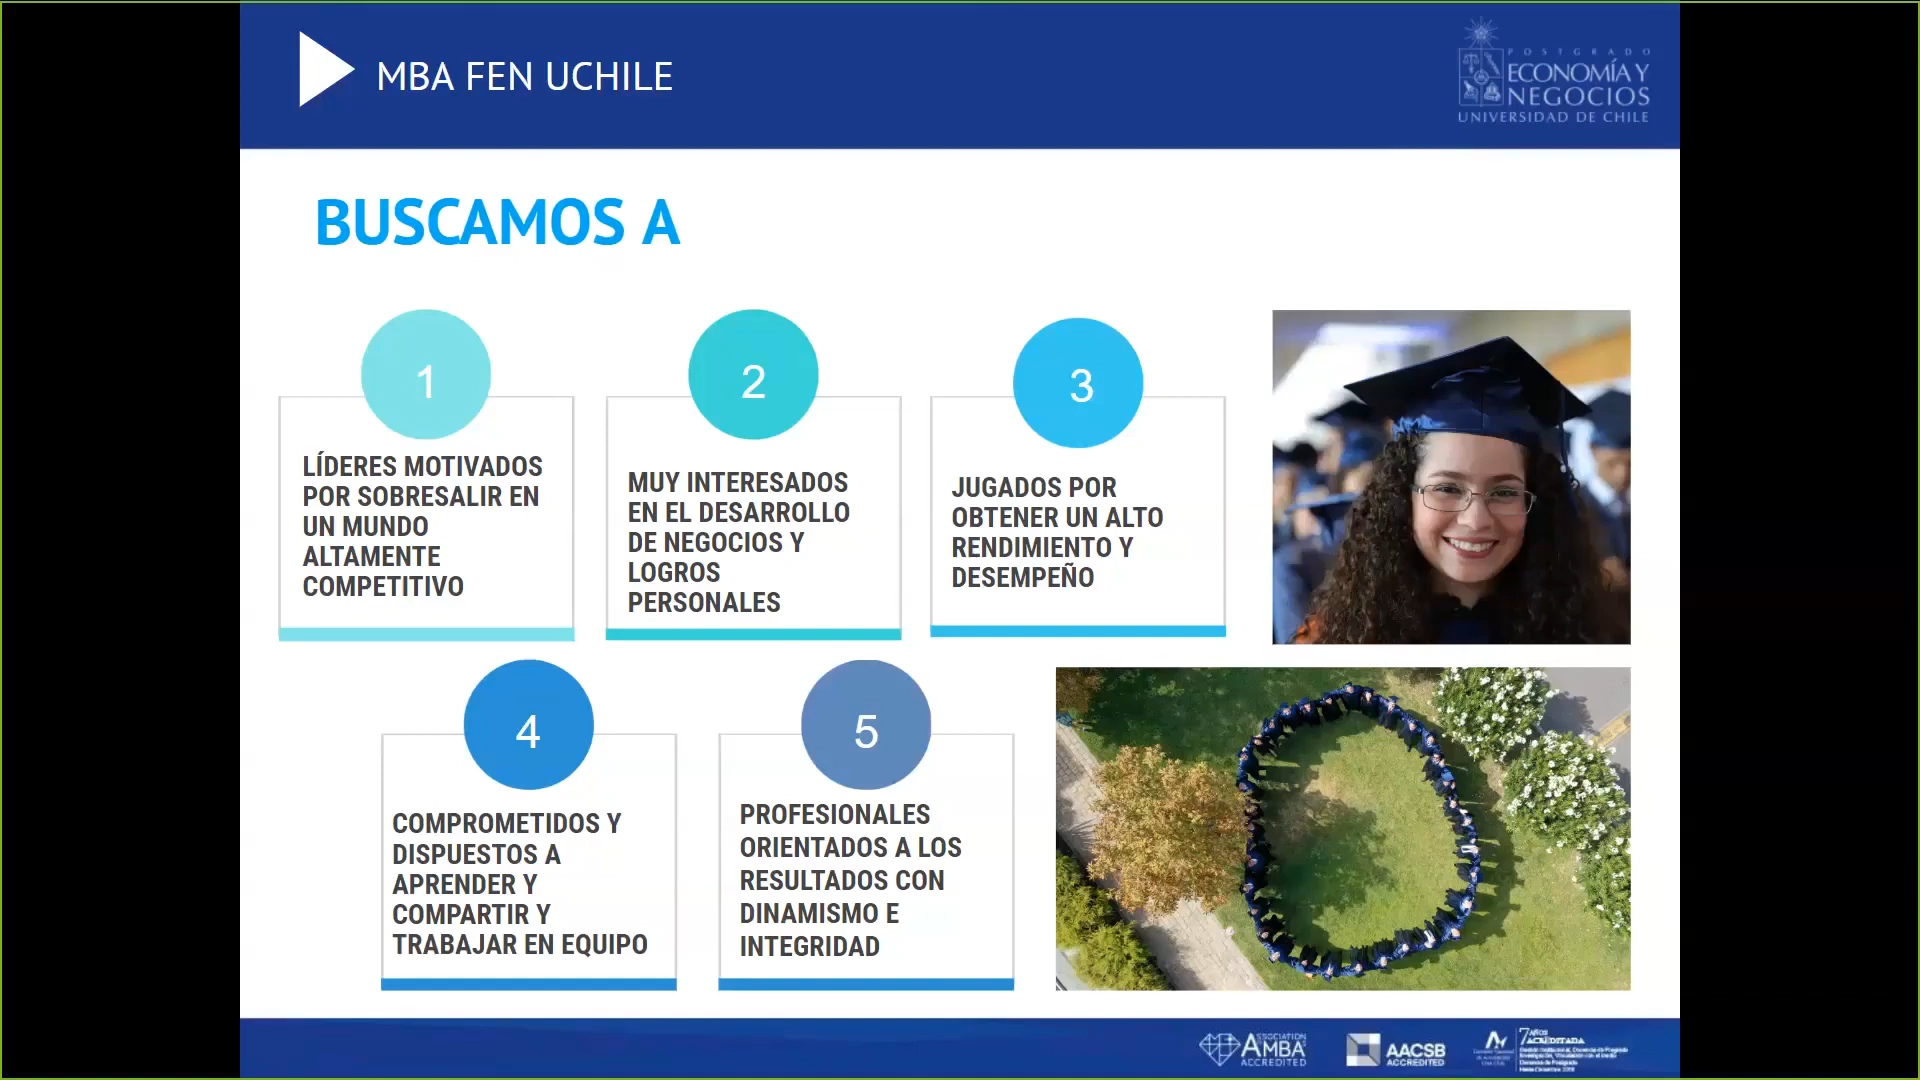 MBA FEN UCHILE
POSTGRADO
ECONOMÍA Y
NEGOCIOS
UNIVERSIDAD DE CHILE
BUSCAMOS A
1
LÍDERES MOTIVADOS
POR SOBRESALIR EN
UN MUNDO
ALTAMENTE
COMPETITIVO
2
MUY INTERESADOS
EN EL DESARROLLO
DE NEGOCIOS Y
LOGROS
PERSONALES
3
JUGADOS POR
OBTENER UN ALTO
RENDIMIENTO Y
DESEMPEÑO
4
COMPROMETIDOS Y
DISPUESTOS A
APRENDER Y
COMPARTIR Y
TRABAJAR EN EQUIPO
5
PROFESIONALES
ORIENTADOS A LOS
RESULTADOS CON
DINAMISMO E
INTEGRIDAD
ASSOCIATION
AMBA
ACCREDITED
AACSB
ACCREDITED
7 AÑOS
ACREDITADA